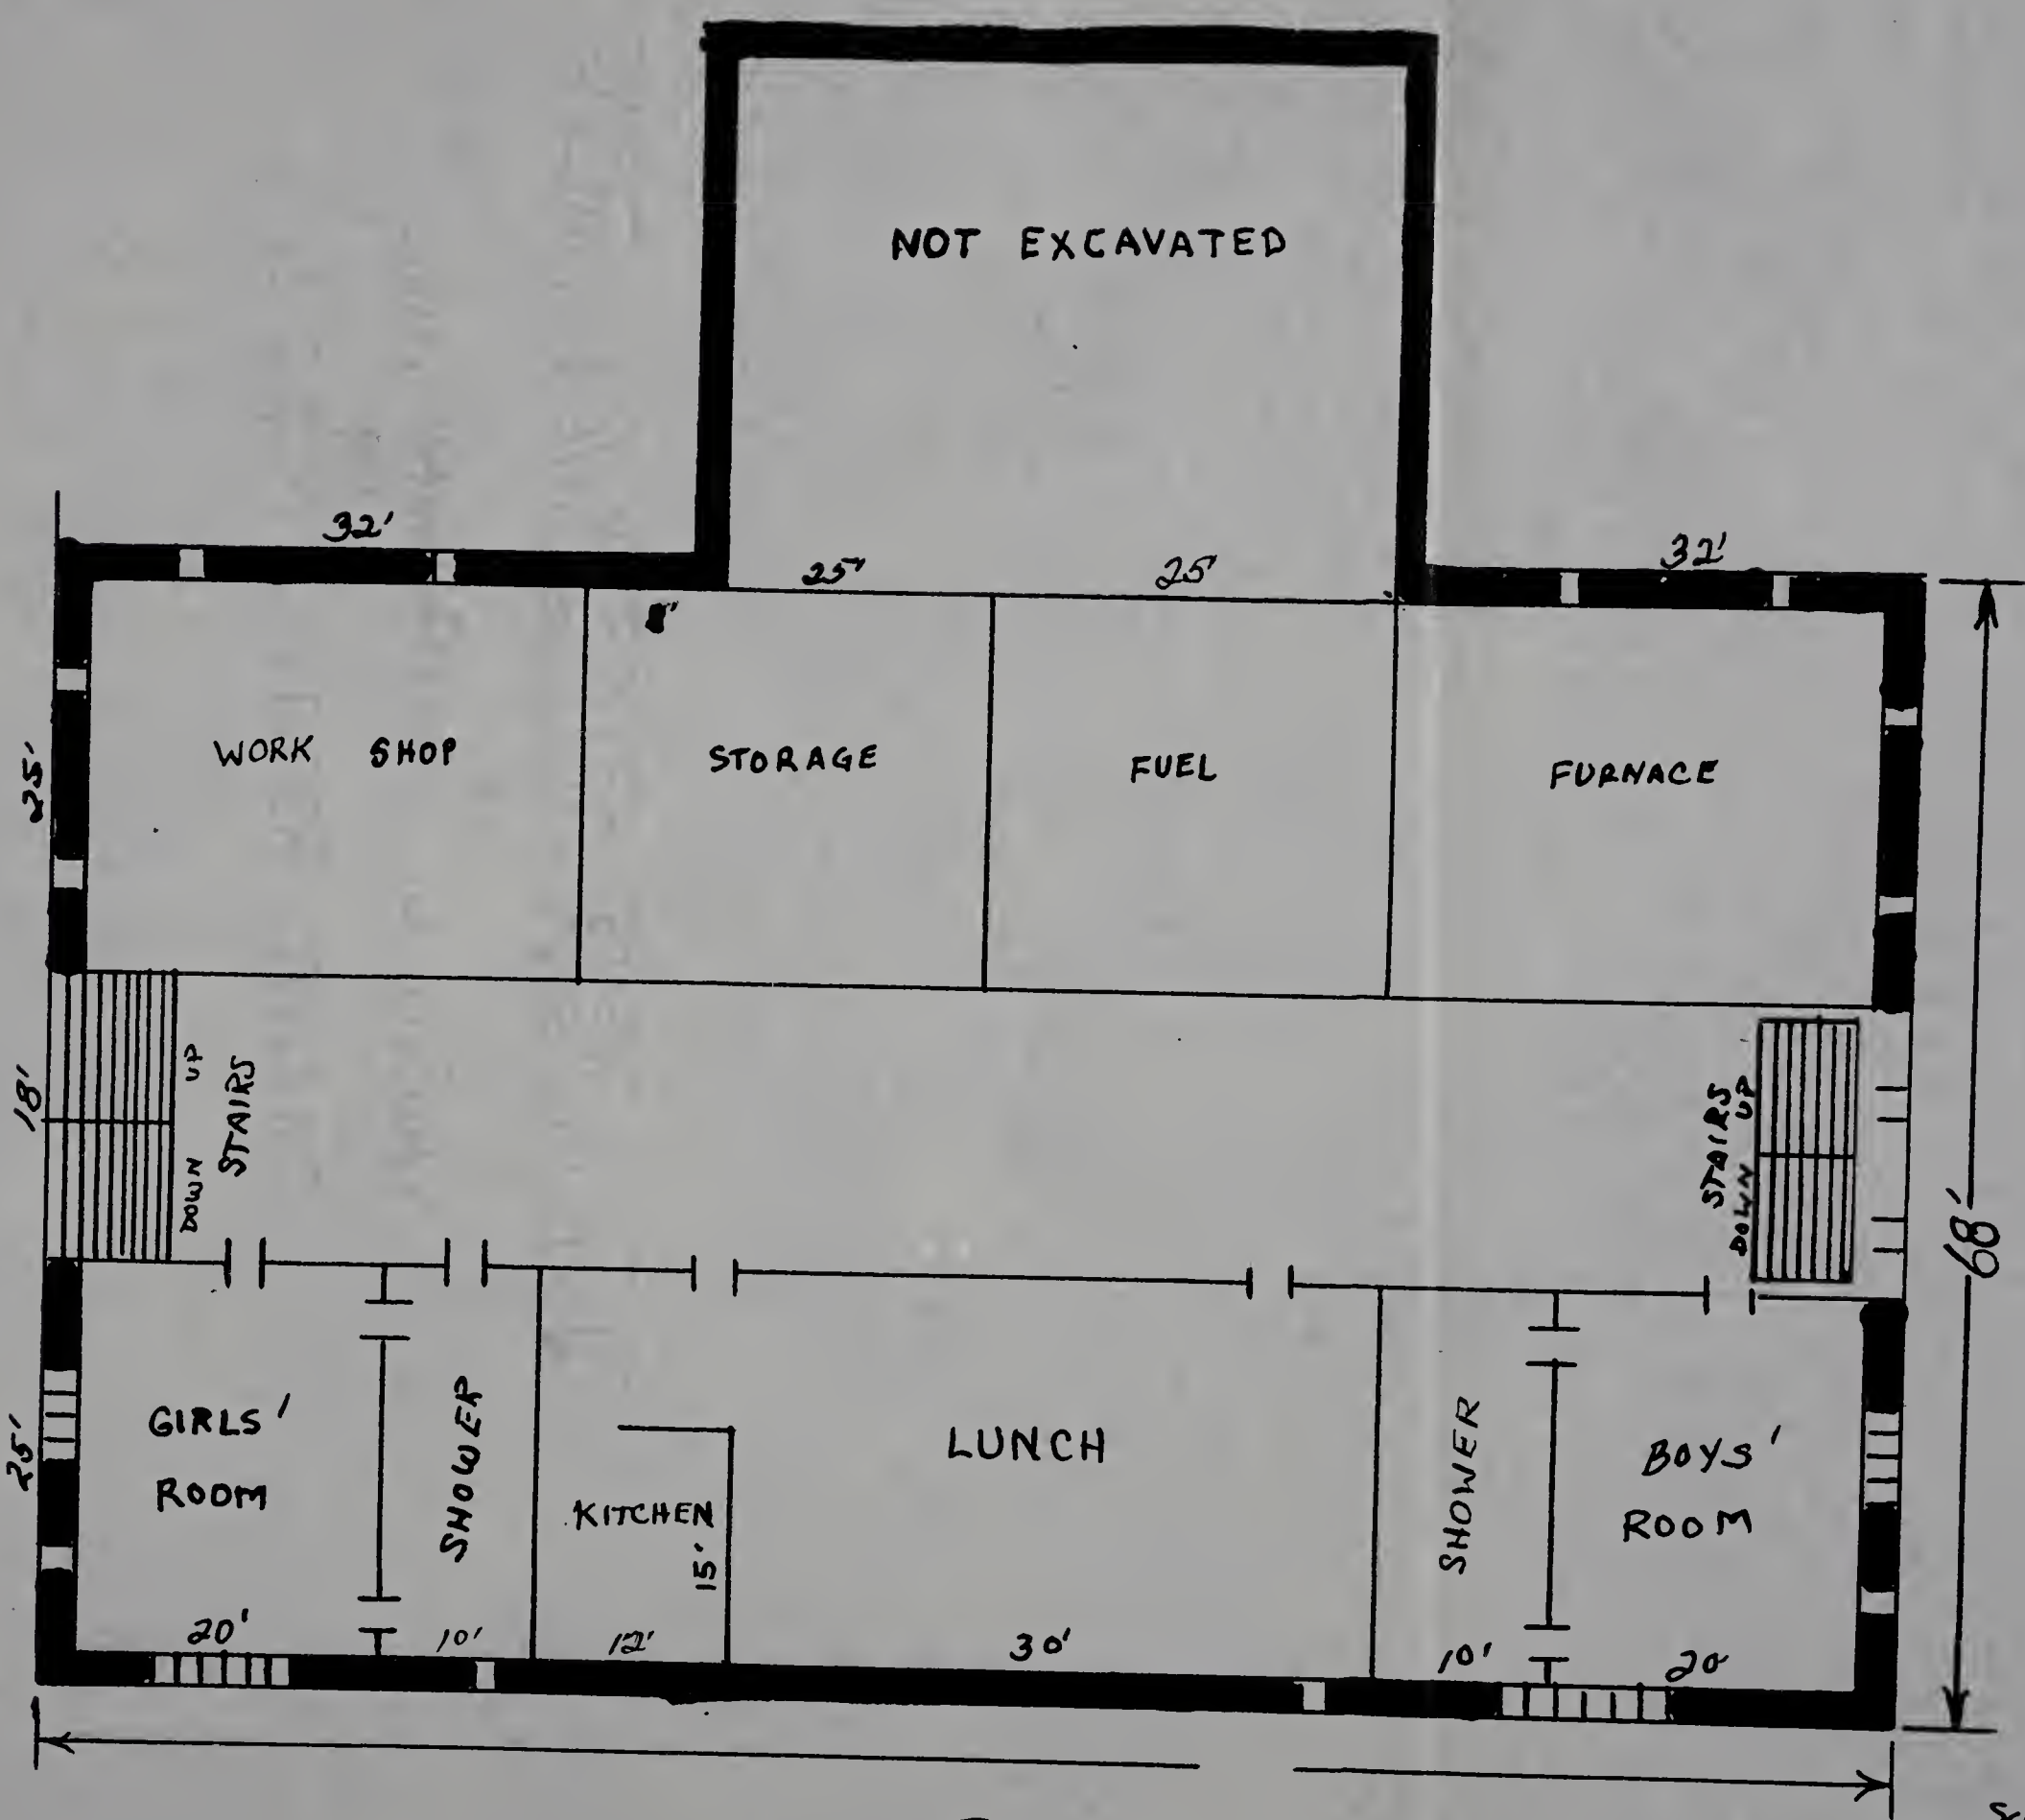 NOT EXCAVATED
32'
25'
25'
32'
25'
WORK SHOP
STORAGE
FUEL
FURNACE
18'
UP
DOWN
STAIRS
STAIRS
UP
DOWN
68'
25'
GIRLS'
ROOM
SHOWER
KITCHEN
15'
LUNCH
SHOWER
BOYS'
ROOM
20'
10'
12'
30'
10'
20'